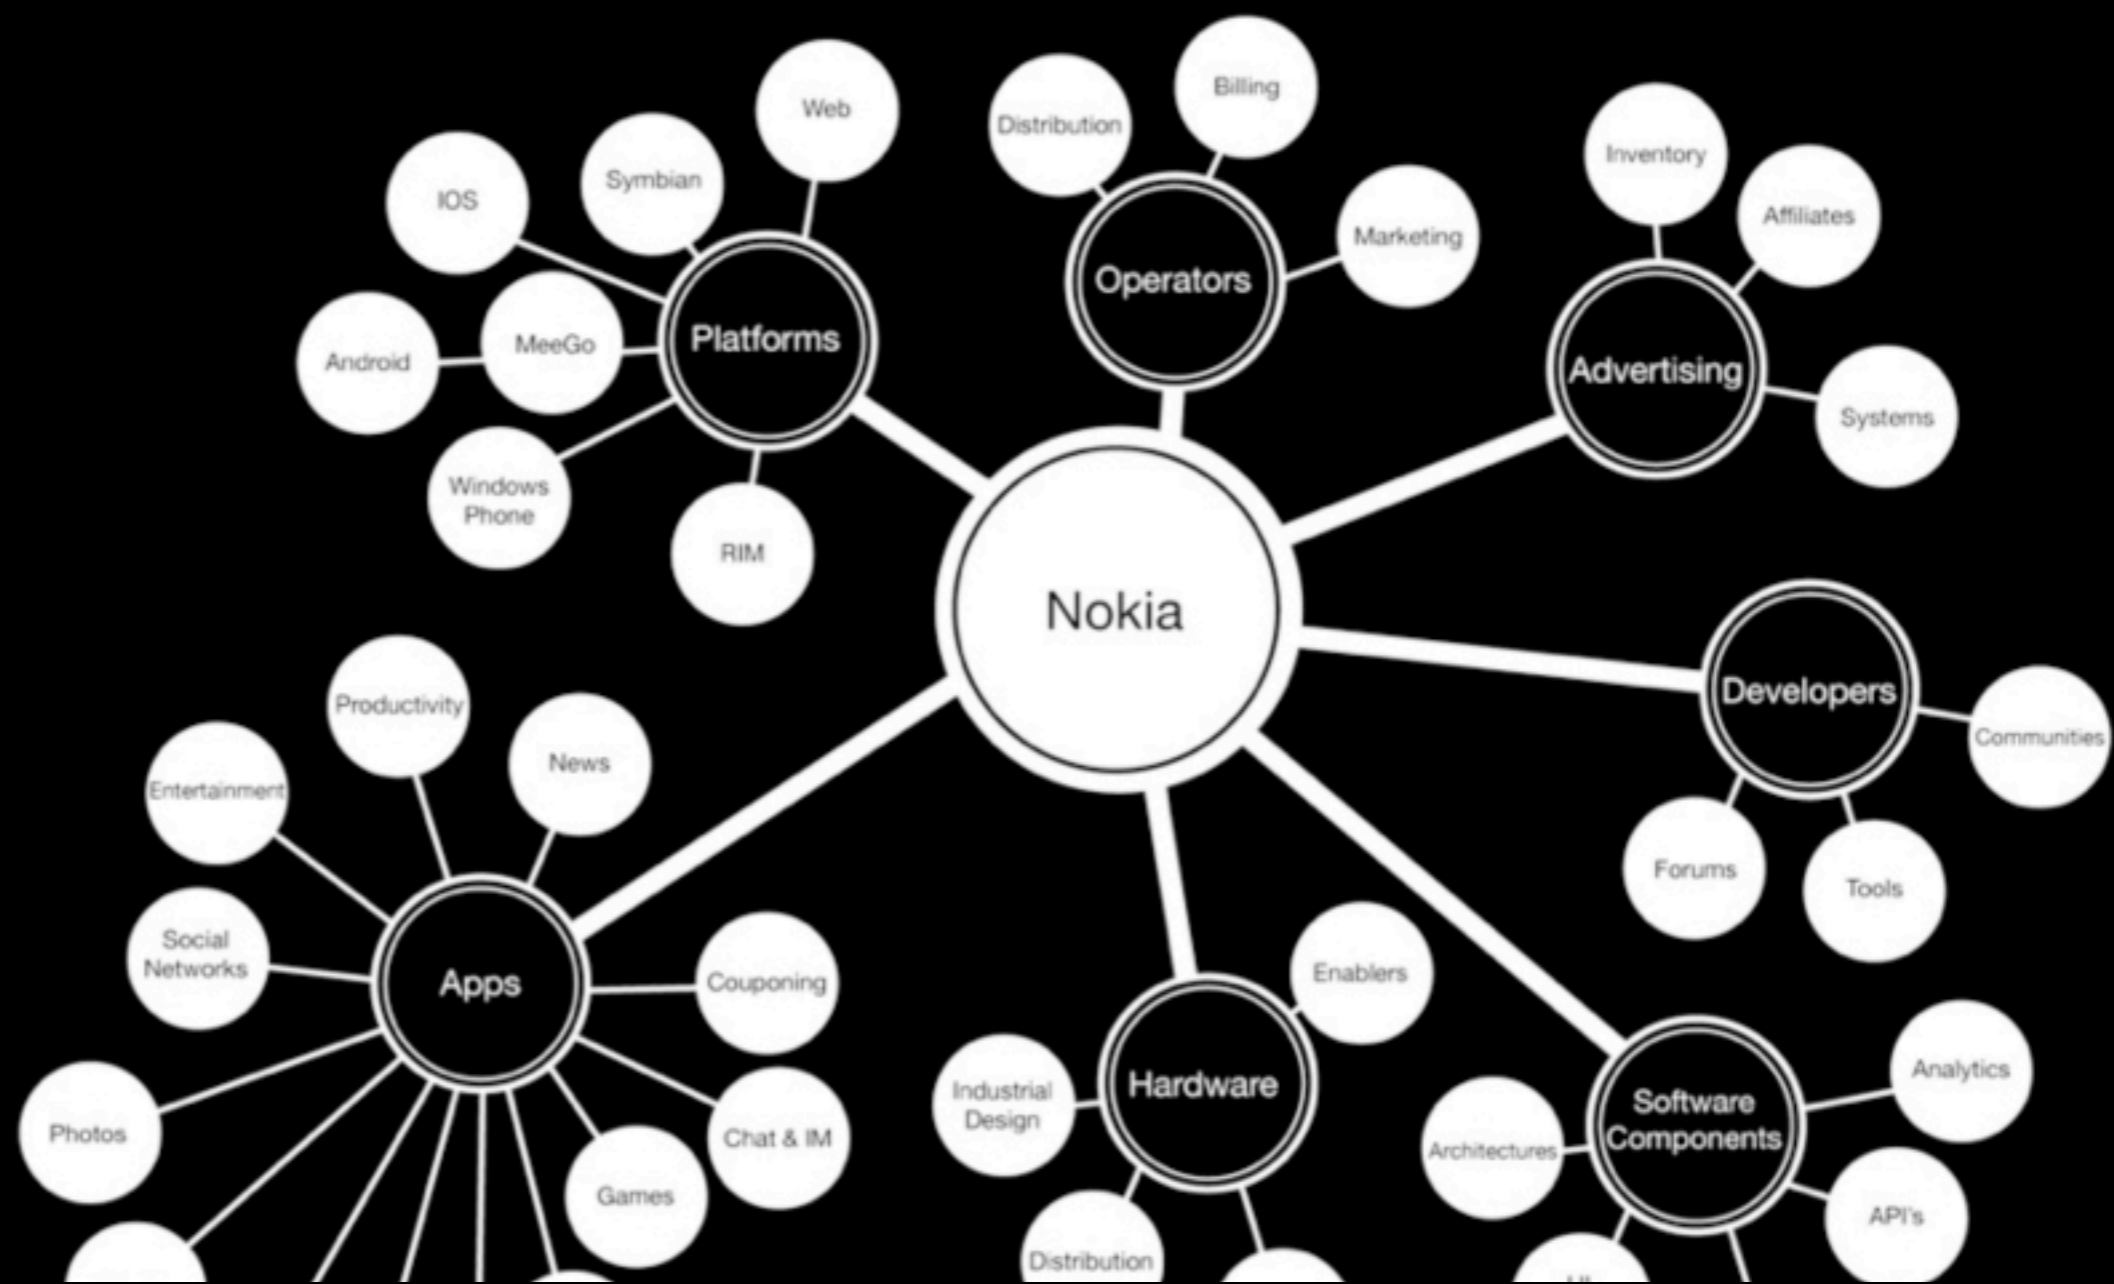 Web
Symbian
IOS
MeeGo
Android
Platforms
Windows
Phone
RIM
Distribution
Billing
Marketing
Operators
Inventory
Affiliates
Systems
Advertising
Nokia
Developers
Communities
Forums
Tools
Productivity
News
Entertainment
Social
Networks
Apps
Couponing
Photos
Chat & IM
Games
Enablers
Hardware
Industrial
Design
Distribution
Software
Components
Analytics
Architectures
API's